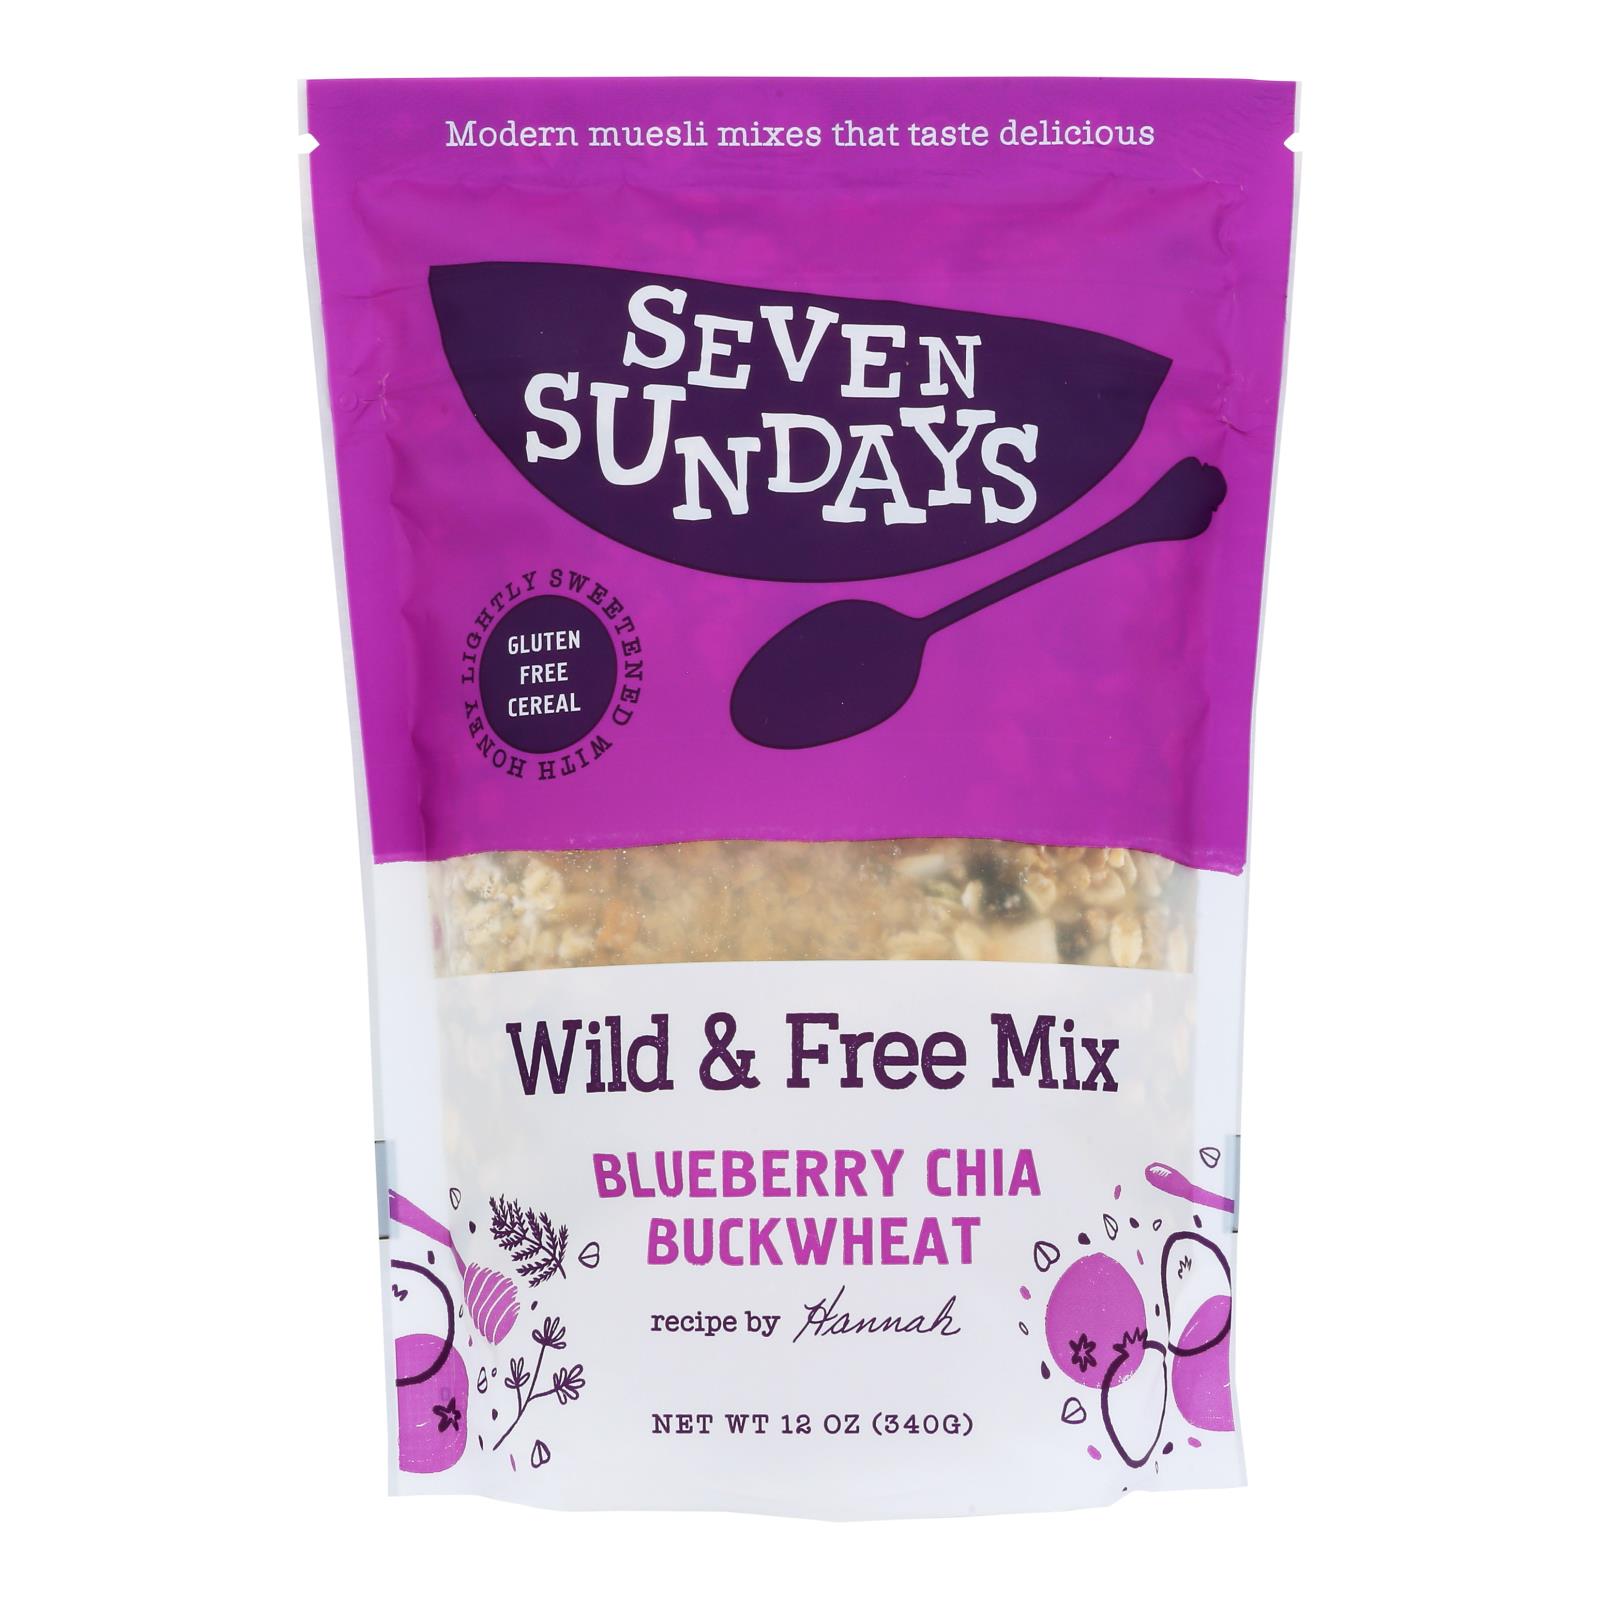 Modern muesli mixes that taste delicious
SEVEN
SUNDAYS
LIGHTLY SWEETENED WITH HONEY
GLUTEN
FREE
CEREAL
Wild & Free Mix
BLUEBERRY CHIA
BUCKWHEAT
recipe by Hannah
NET WT 12 OZ (340G)